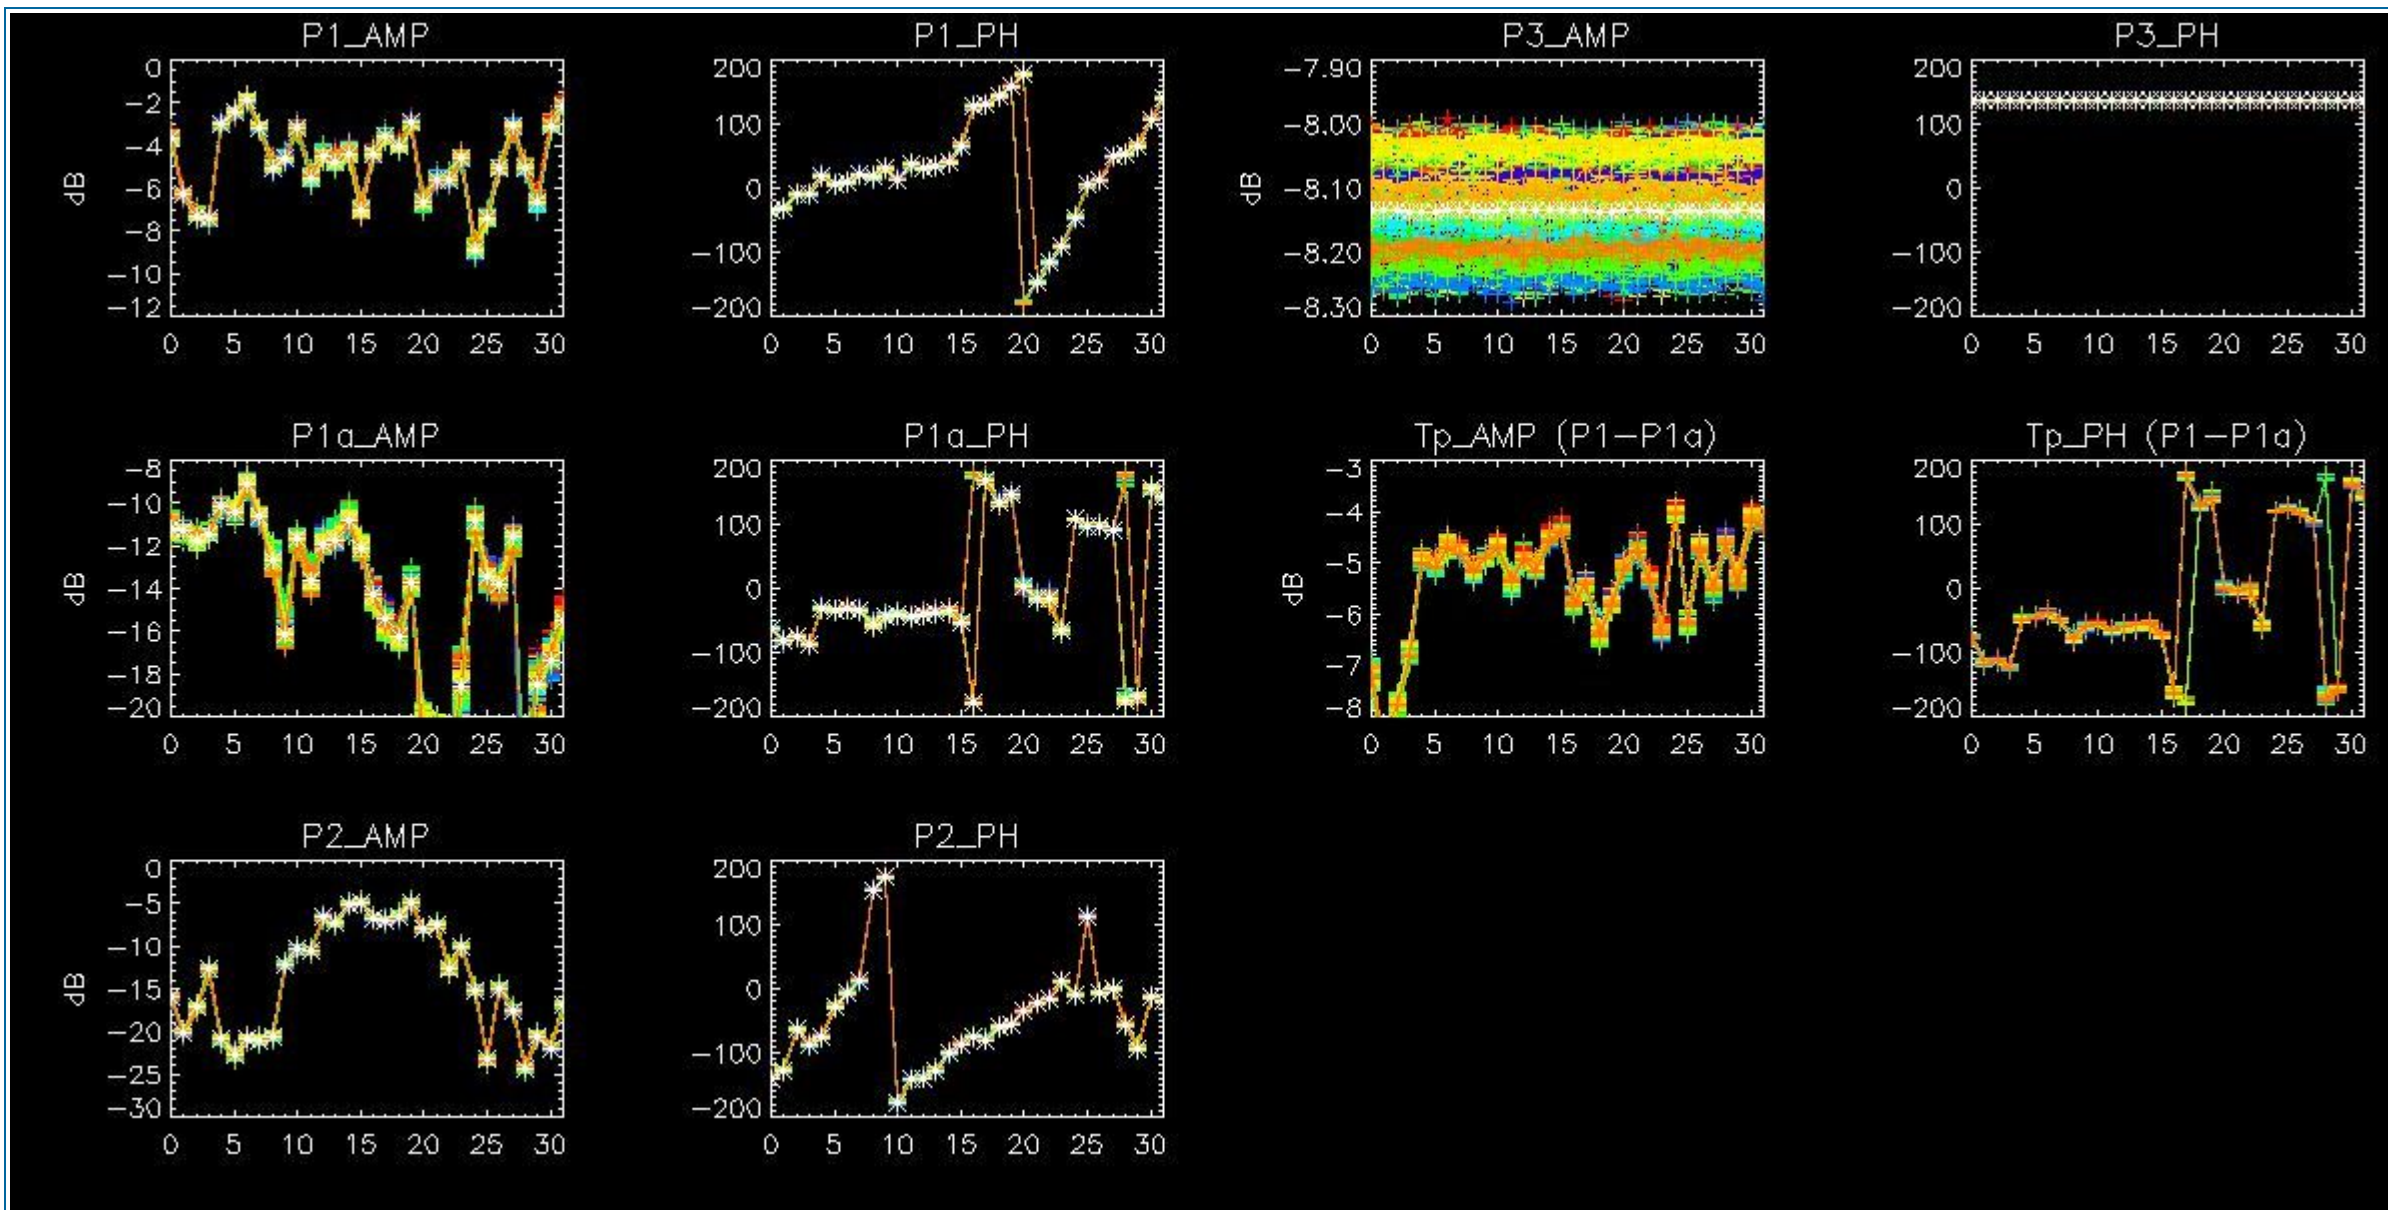 P1_AMP
P1_PH
P3_AMP
P3_PH
0
−2
−4
−6
−8
−10
−12
dB
0 5 10 15 20 25 30
200
100
0
−100
−200
0 5 10 15 20 25 30
−7.90
−8.00
−8.10
−8.20
−8.30
dB
0 5 10 15 20 25 30
200
100
0
−100
−200
0 5 10 15 20 25 30
P1a_AMP
P1a_PH
Tp_AMP (P1−P1a)
Tp_PH (P1−P1a)
−8
−10
−12
−14
−16
−18
−20
dB
0 5 10 15 20 25 30
200
100
0
−100
−200
0 5 10 15 20 25 30
−3
−4
−5
−6
−7
−8
dB
0 5 10 15 20 25 30
200
100
0
−100
−200
0 5 10 15 20 25 30
P2_AMP
P2_PH
0
−5
−10
−15
−20
−25
−30
dB
0 5 10 15 20 25 30
200
100
0
−100
−200
0 5 10 15 20 25 30